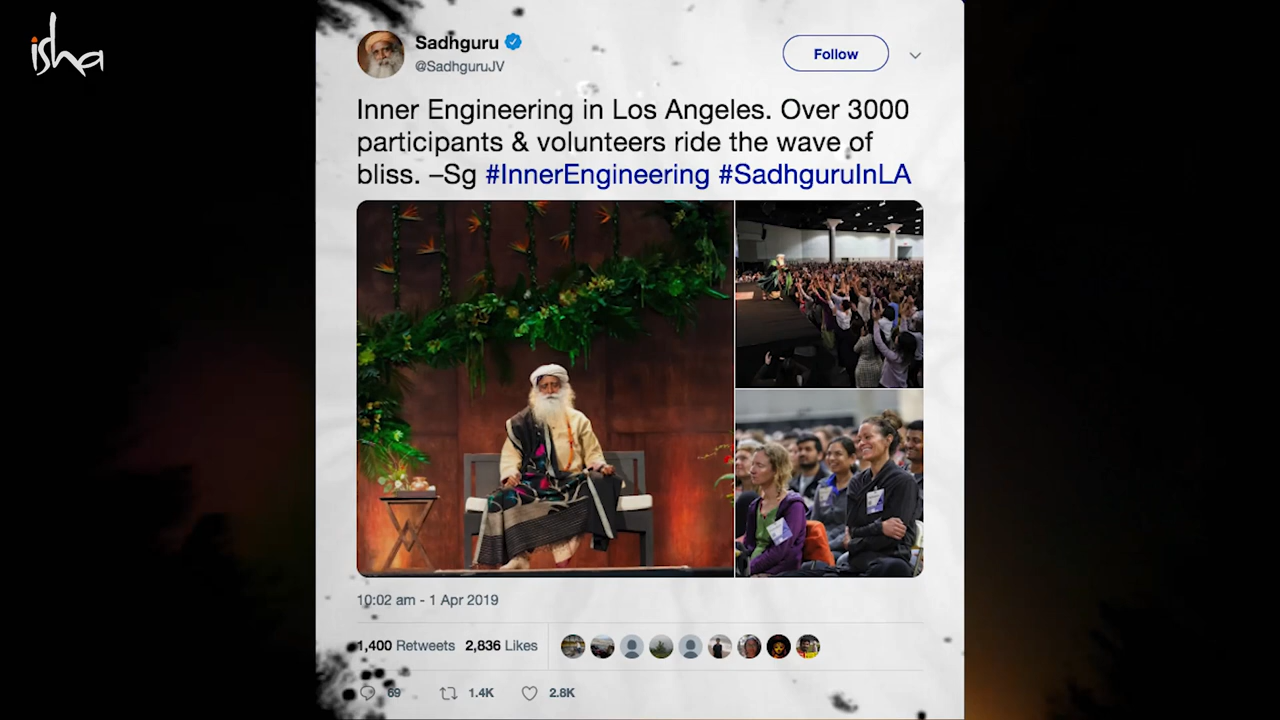 isha
Sadhguru
@SadhguruJV
Follow
Inner Engineering in Los Angeles. Over 3000
participants & volunteers ride the wave of
bliss. –Sg #InnerEngineering #SadhguruInLA
10:02 am - 1 Apr 2019
1,400 Retweets 2,836 Likes
69 1.4K 2.8K